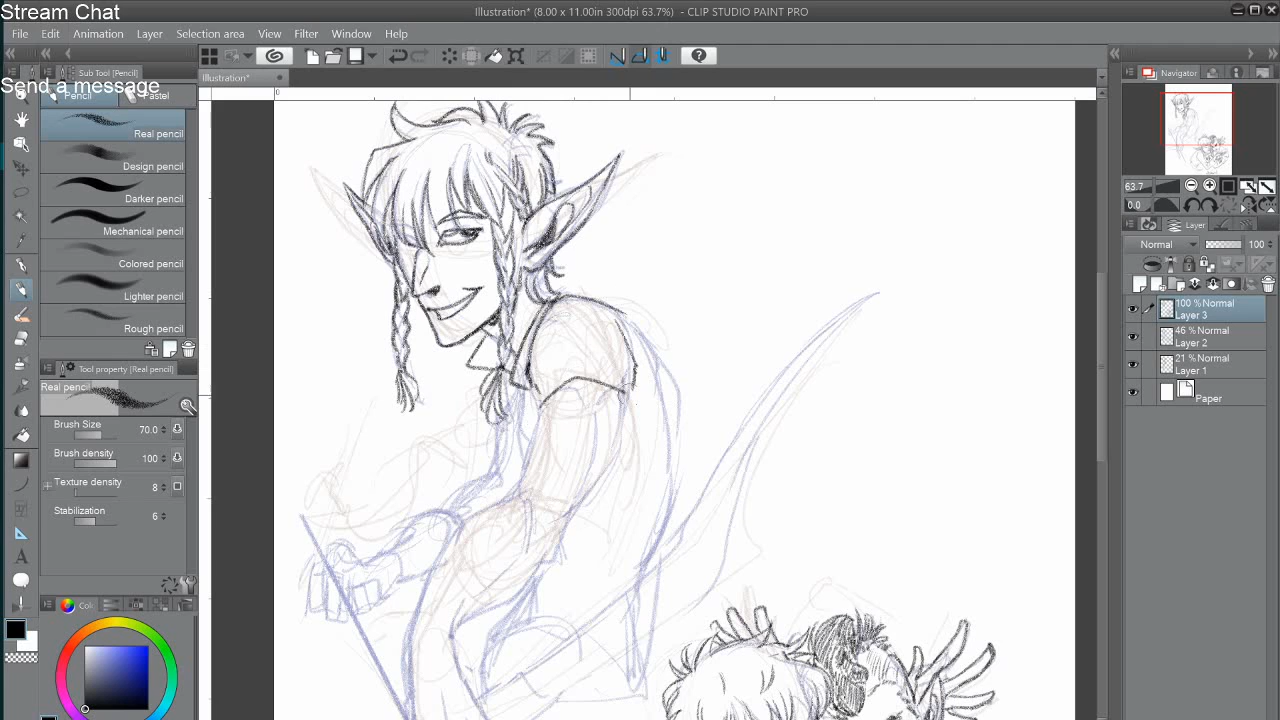 Stream Chat
Illustration* (8.00 x 11.00in 300dpi 63.7%) - CLIP STUDIO PAINT PRO
File Edit Animation Layer Selection area View Filter Window Help
Sub Tool [Pencil]
Illustration*
Navigator
Send a message
Pencil Pastel
0
Real pencil
Design pencil
Darker pencil
Mechanical pencil
Colored pencil
Lighter pencil
Rough pencil
63.7
0.0
Layer
Normal 100
100 % Normal
Layer 3
46 % Normal
Layer 2
21 % Normal
Layer 1
Paper
Tool property [Real pencil]
Real pencil
Brush Size 70.0
Brush density 100
Texture density 8
Stabilization 6
Col